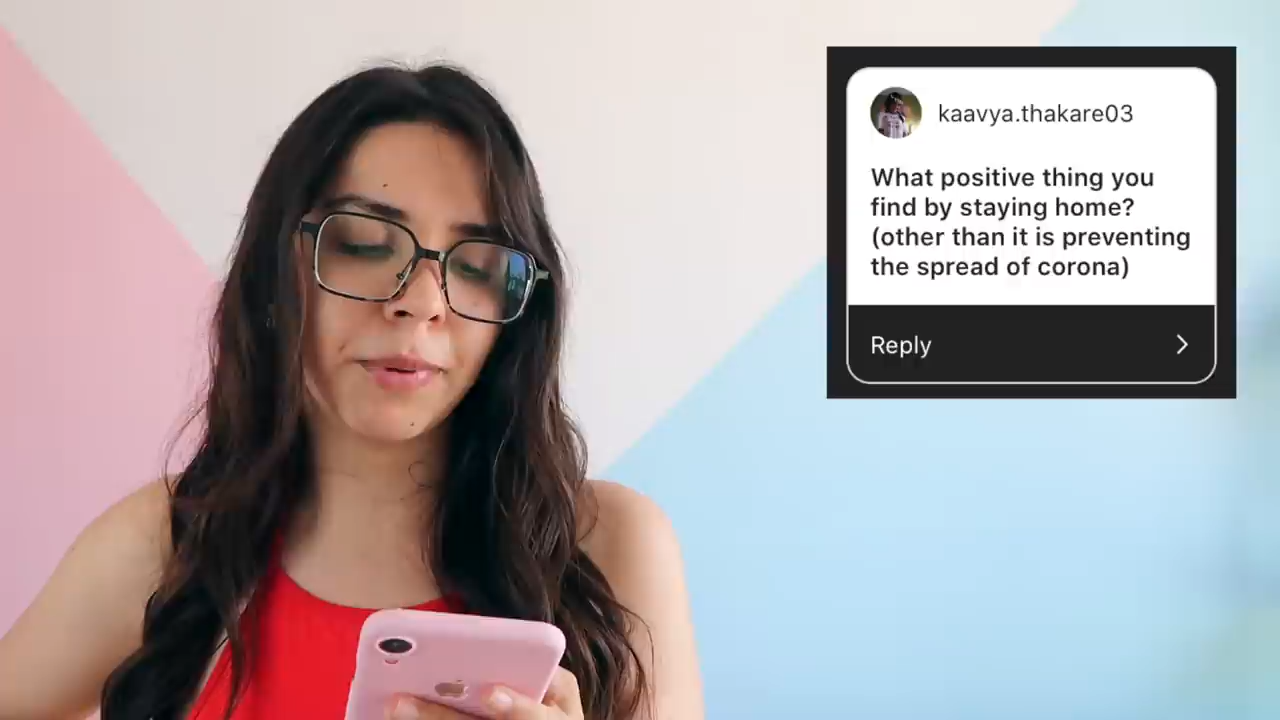 kaavya.thakare03
What positive thing you
find by staying home?
(other than it is preventing
the spread of corona)
Reply